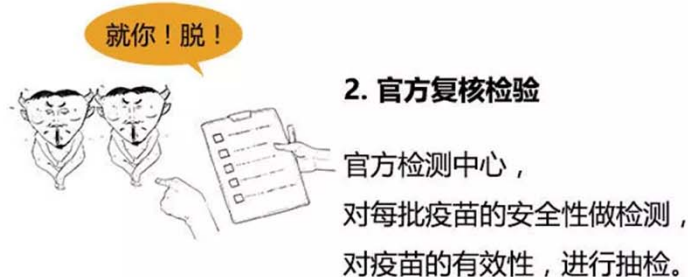 就你！脱！
2. 官方复核检验
官方检测中心，
对每批疫苗的安全性做检测，
对疫苗的有效性，进行抽检。